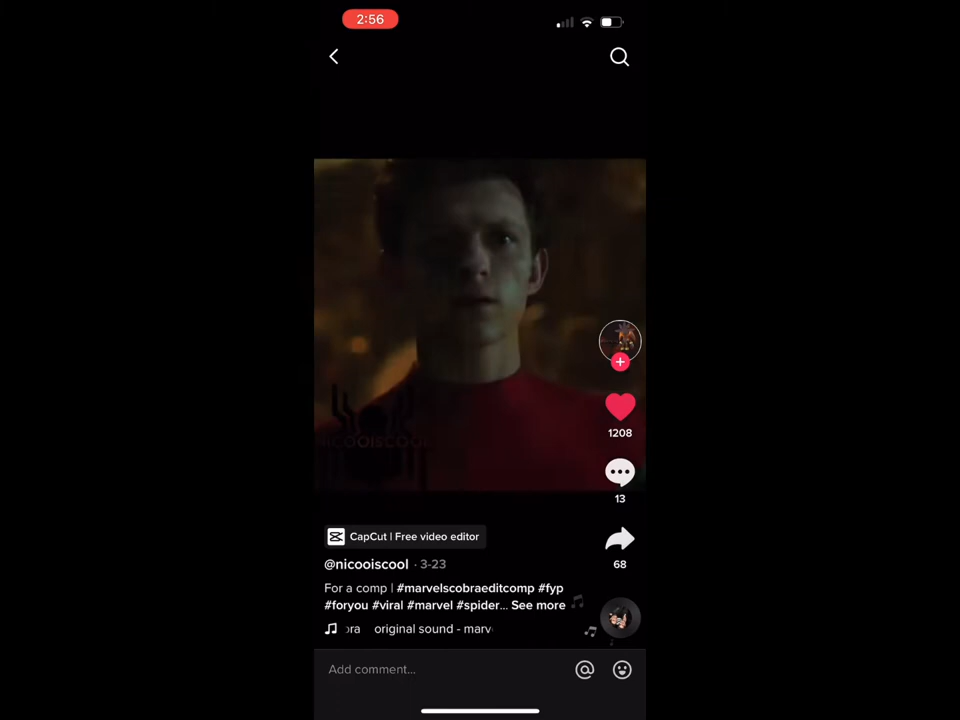 2:56
NICOOISCOOL
1208
13
68
CapCut | Free video editor
@nicooiscool · 3-23
For a comp | #marvelscobraeditcomp #fyp
#foryou #viral #marvel #spider... See more
ora original sound - marv
Add comment...